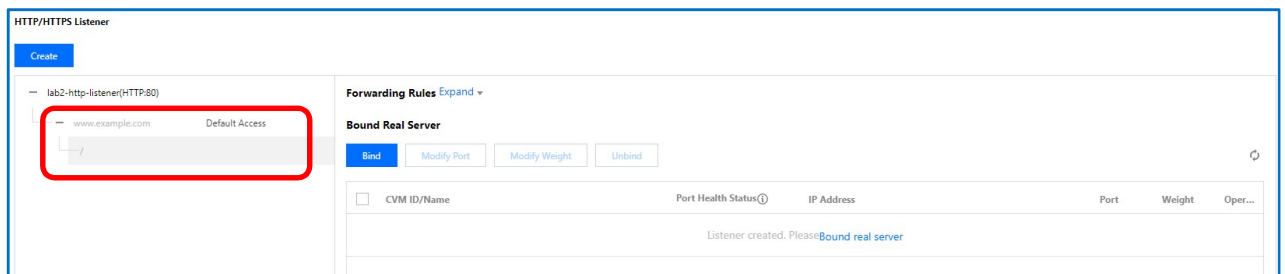 HTTP/HTTPS Listener
Create
lab2-http-listener(HTTP:80)
www.example.com Default Access
/
Forwarding Rules Expand
Bound Real Server
Bind Modify Port Modify Weight Unbind
CVM ID/Name Port Health Status IP Address Port Weight Oper...
Listener created. PleaseBound real server